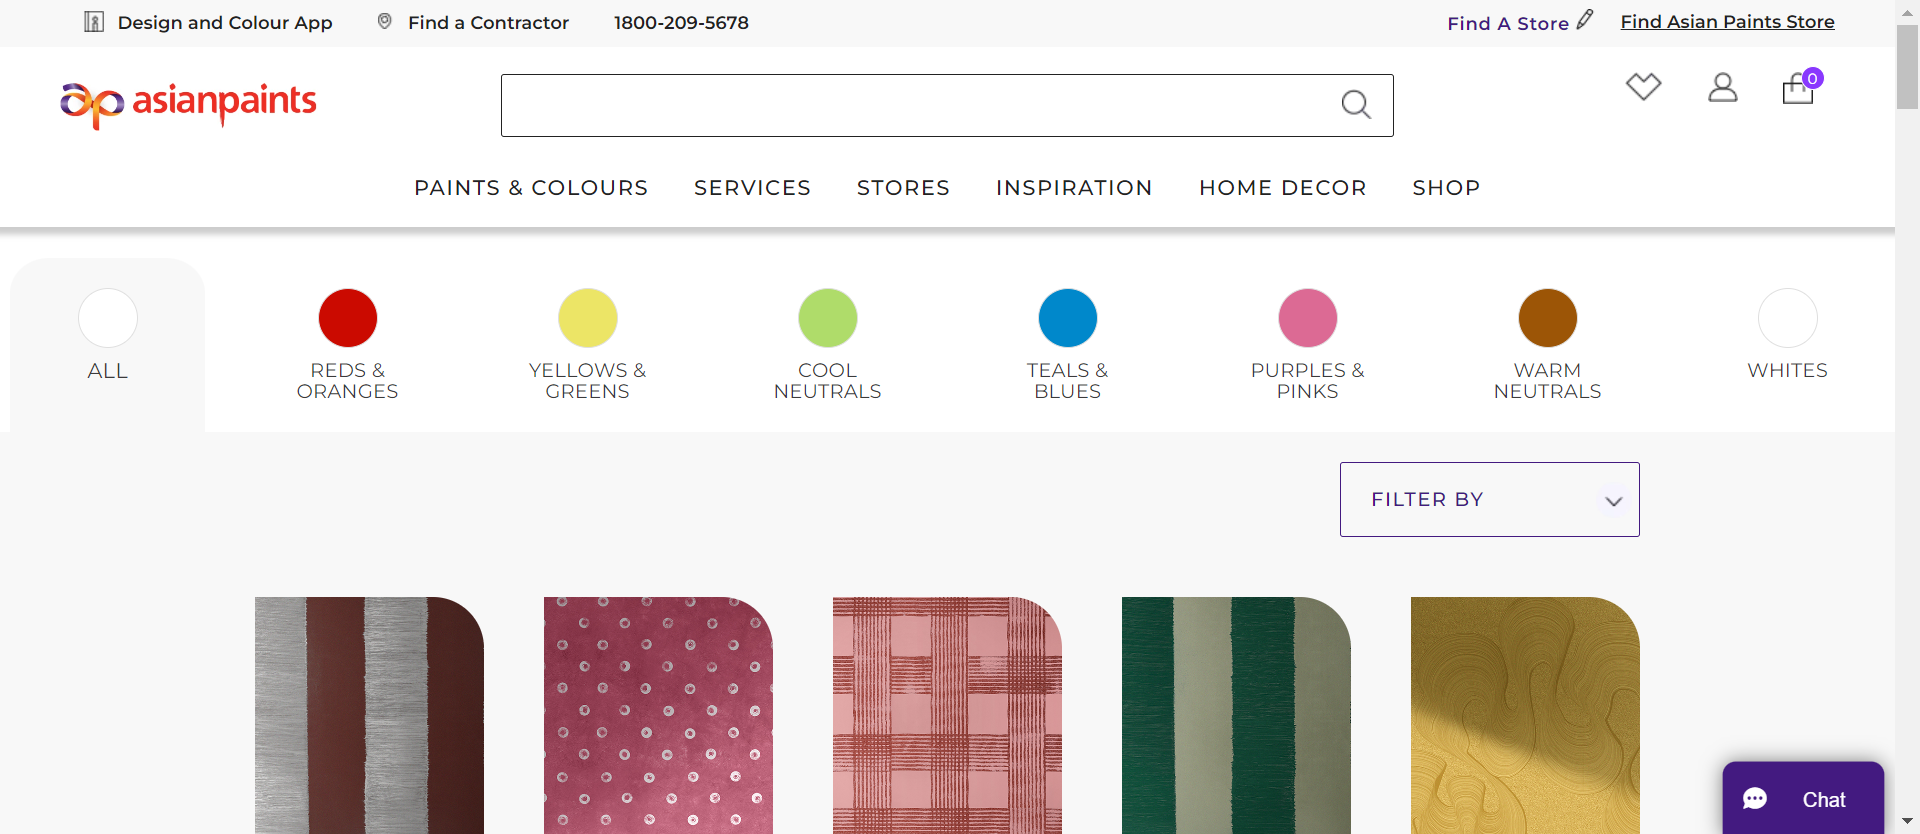 Design and Colour App
Find a Contractor
1800-209-5678
Find A Store
Find Asian Paints Store
asianpaints
0
PAINTS & COLOURS
SERVICES
STORES
INSPIRATION
HOME DECOR
SHOP
ALL
REDS &
ORANGES
YELLOWS &
GREENS
COOL
NEUTRALS
TEALS &
BLUES
PURPLES &
PINKS
WARM
NEUTRALS
WHITES
FILTER BY
Chat